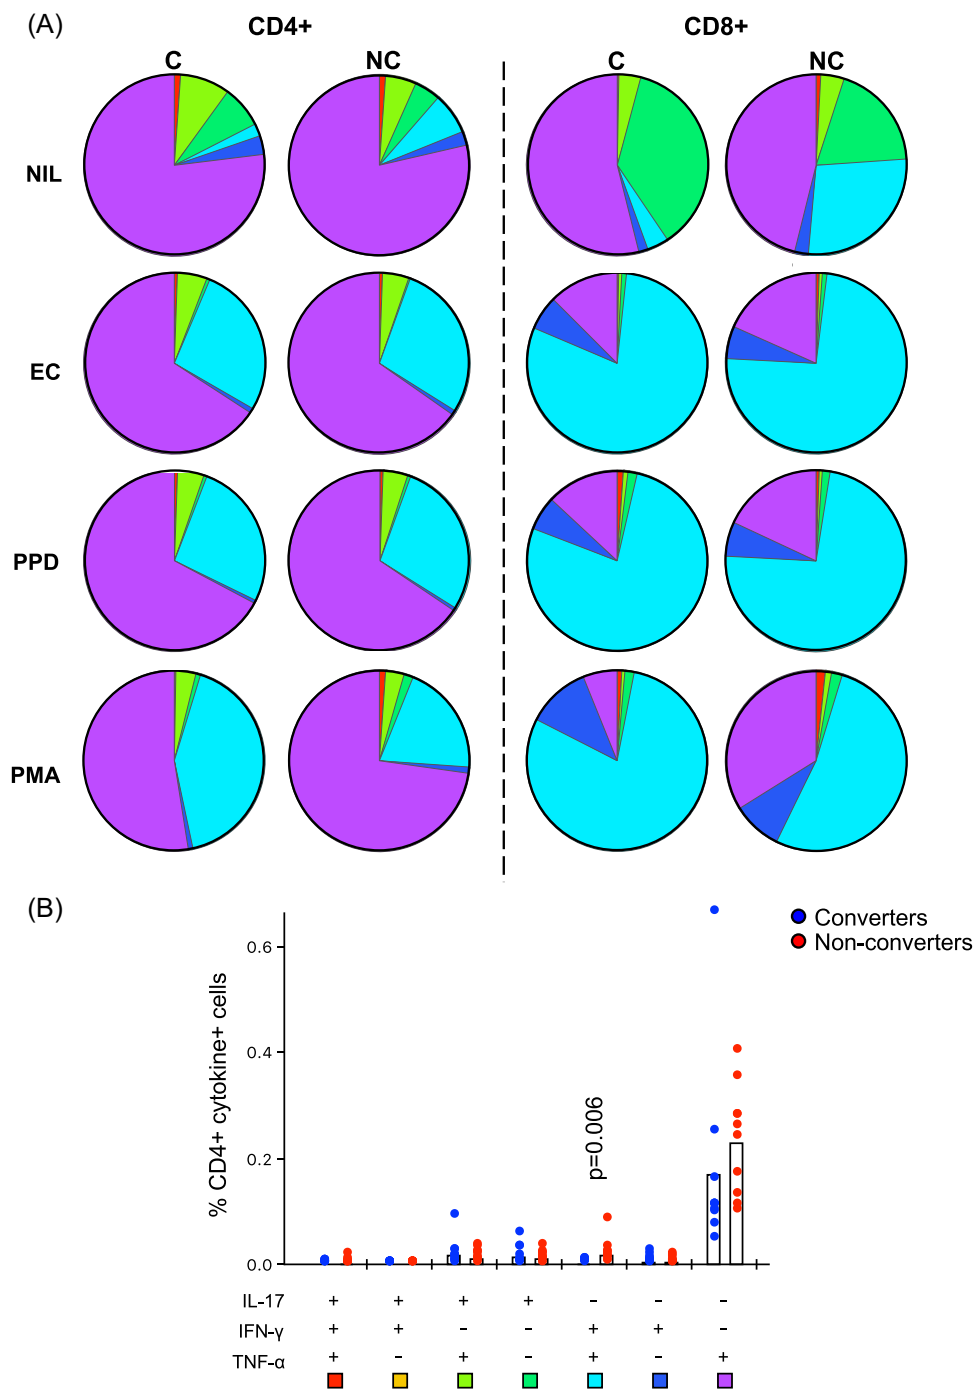 (A)
CD4+ CD8+
C NC C NC
NIL
EC
PPD
PMA
(B)
Converters
Non-converters
% CD4+ cytokine+ cells
0.6
0.4
0.2
0.0
p=0.006
IL-17 + + + + − − −
IFN-γ + + − − + + −
TNF-α + − + − + − +